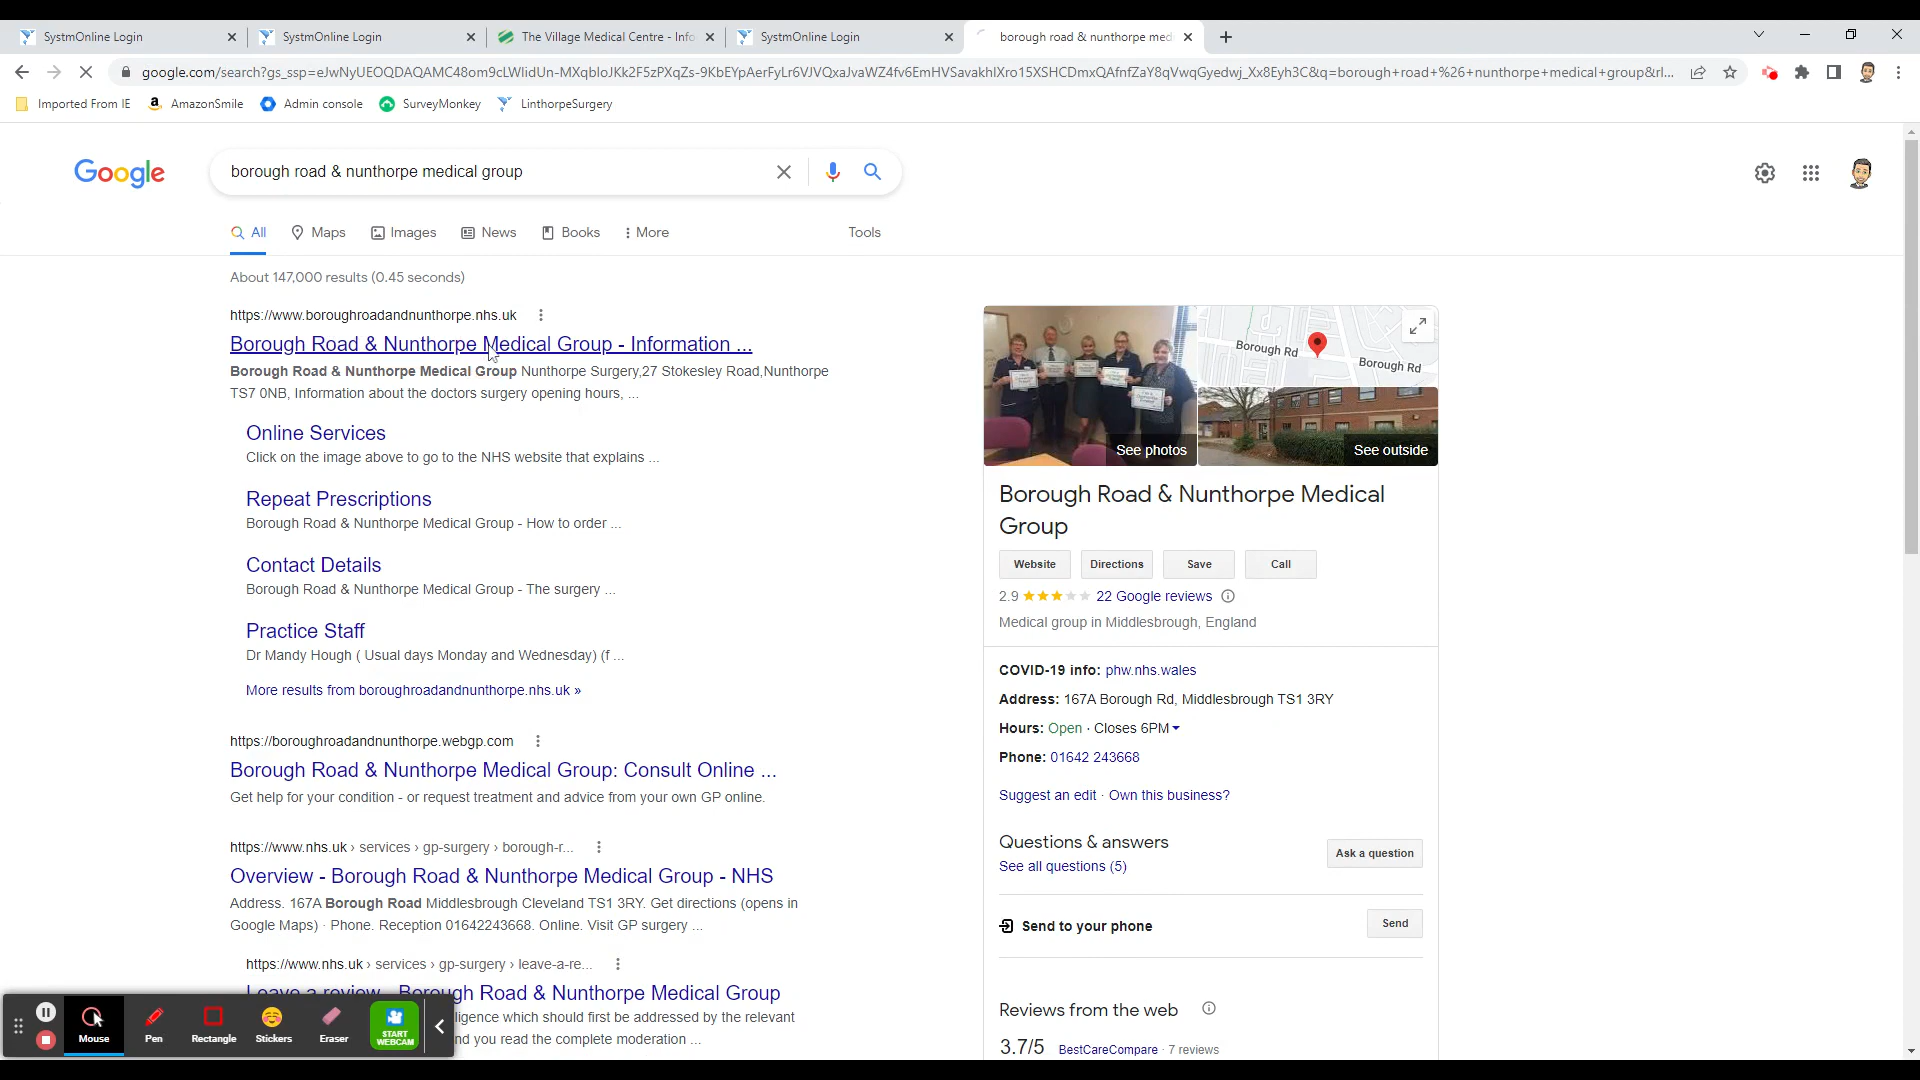 SystmOnline Login
SystmOnline Login
The Village Medical Centre - Info
SystmOnline Login
borough road & nunthorpe med
google.com/search?gs_ssp=eJwNyUEOQDAQAMC48om9cLWlidUn-MXqbloJKk2F5zPXqZs-9KbEYpAerFyLr6VJVQxaJvaWZ4fv6EmHVSavakhlXro15XSHCDmxQAfnfZaY8qVwqGyedwj_Xx8Eyh3C&q=borough+road+%26+nunthorpe+medical+group&rl...
Imported From IE
AmazonSmile
Admin console
SurveyMonkey
LinthorpeSurgery
Google
borough road & nunthorpe medical group
All
Maps
Images
News
Books
More
Tools
About 147,000 results (0.45 seconds)
https://www.boroughroadandnunthorpe.nhs.uk
Borough Road & Nunthorpe Medical Group - Information ...
Borough Road & Nunthorpe Medical Group Nunthorpe Surgery,27 Stokesley Road,Nunthorpe
TS7 0NB, Information about the doctors surgery opening hours, ...
Online Services
Click on the image above to go to the NHS website that explains ...
Repeat Prescriptions
Borough Road & Nunthorpe Medical Group - How to order ...
Contact Details
Borough Road & Nunthorpe Medical Group - The surgery ...
Practice Staff
Dr Mandy Hough ( Usual days Monday and Wednesday) (f ...
More results from boroughroadandnunthorpe.nhs.uk »
https://boroughroadandnunthorpe.webgp.com
Borough Road & Nunthorpe Medical Group: Consult Online ...
Get help for your condition - or request treatment and advice from your own GP online.
https://www.nhs.uk › services › gp-surgery › borough-r...
Overview - Borough Road & Nunthorpe Medical Group - NHS
Address. 167A Borough Road Middlesbrough Cleveland TS1 3RY. Get directions (opens in
Google Maps) · Phone. Reception 01642243668. Online. Visit GP surgery ...
https://www.nhs.uk › services › gp-surgery › leave-a-re...
Leave a review - Borough Road & Nunthorpe Medical Group
ligence which should first be addressed by the relevant
nd you read the complete moderation ...
Borough Rd
Borough Rd
See photos
See outside
Borough Road & Nunthorpe Medical
Group
Website
Directions
Save
Call
2.9
22 Google reviews
Medical group in Middlesbrough, England
COVID-19 info: phw.nhs.wales
Address: 167A Borough Rd, Middlesbrough TS1 3RY
Hours: Open · Closes 6PM
Phone: 01642 243668
Suggest an edit · Own this business?
Questions & answers
See all questions (5)
Ask a question
Send to your phone
Send
Reviews from the web
3.7/5 BestCareCompare · 7 reviews
Mouse
Pen
Rectangle
Stickers
Eraser
START
WEBCAM